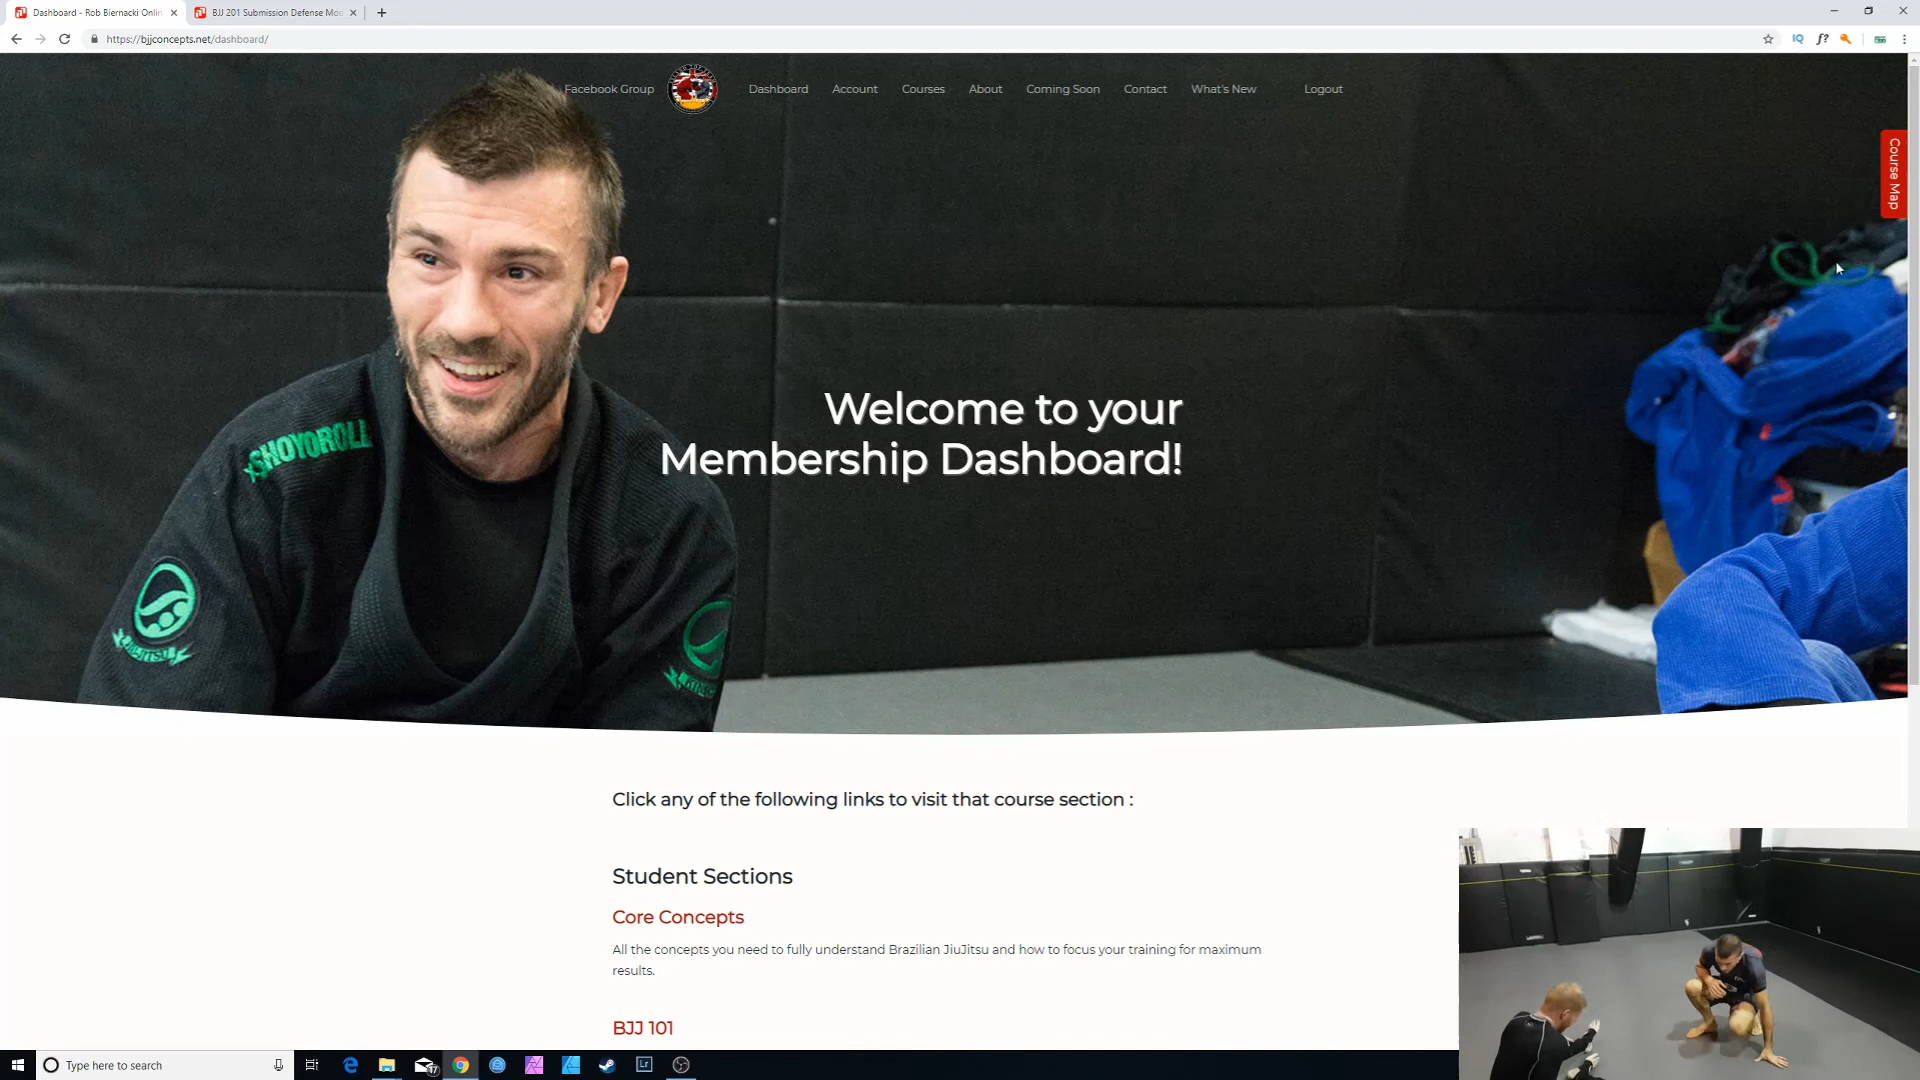 Dashboard - Rob Biernacki Onlin
BJJ 201 Submission Defense Mod
https://bjjconcepts.net/dashboard/
Facebook Group
Dashboard
Account
Courses
About
Coming Soon
Contact
What's New
Logout
Course Map
SHOYOROLL
Welcome to your
Membership Dashboard!
Click any of the following links to visit that course section :
Student Sections
Core Concepts
All the concepts you need to fully understand Brazilian JiuJitsu and how to focus your training for maximum
results.
BJJ 101
Type here to search
17
Lr